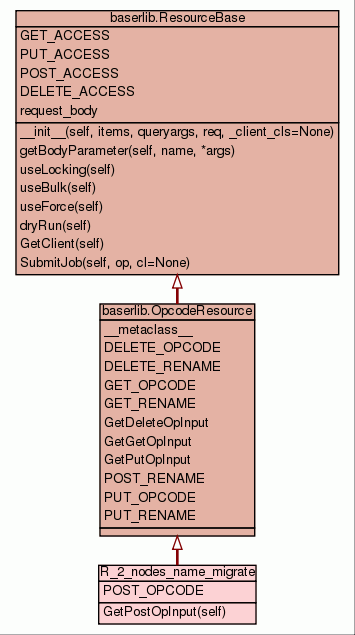 baserlib.ResourceBase
GET_ACCESS
PUT_ACCESS
POST_ACCESS
DELETE_ACCESS
request_body
__init__(self, items, queryargs, req, _client_cls=None)
getBodyParameter(self, name, *args)
useLocking(self)
useBulk(self)
useForce(self)
dryRun(self)
GetClient(self)
SubmitJob(self, op, cl=None)
baserlib.OpcodeResource
__metaclass__
DELETE_OPCODE
DELETE_RENAME
GET_OPCODE
GET_RENAME
GetDeleteOpInput
GetGetOpInput
GetPutOpInput
POST_RENAME
PUT_OPCODE
PUT_RENAME
R_2_nodes_name_migrate
POST_OPCODE
GetPostOpInput(self)